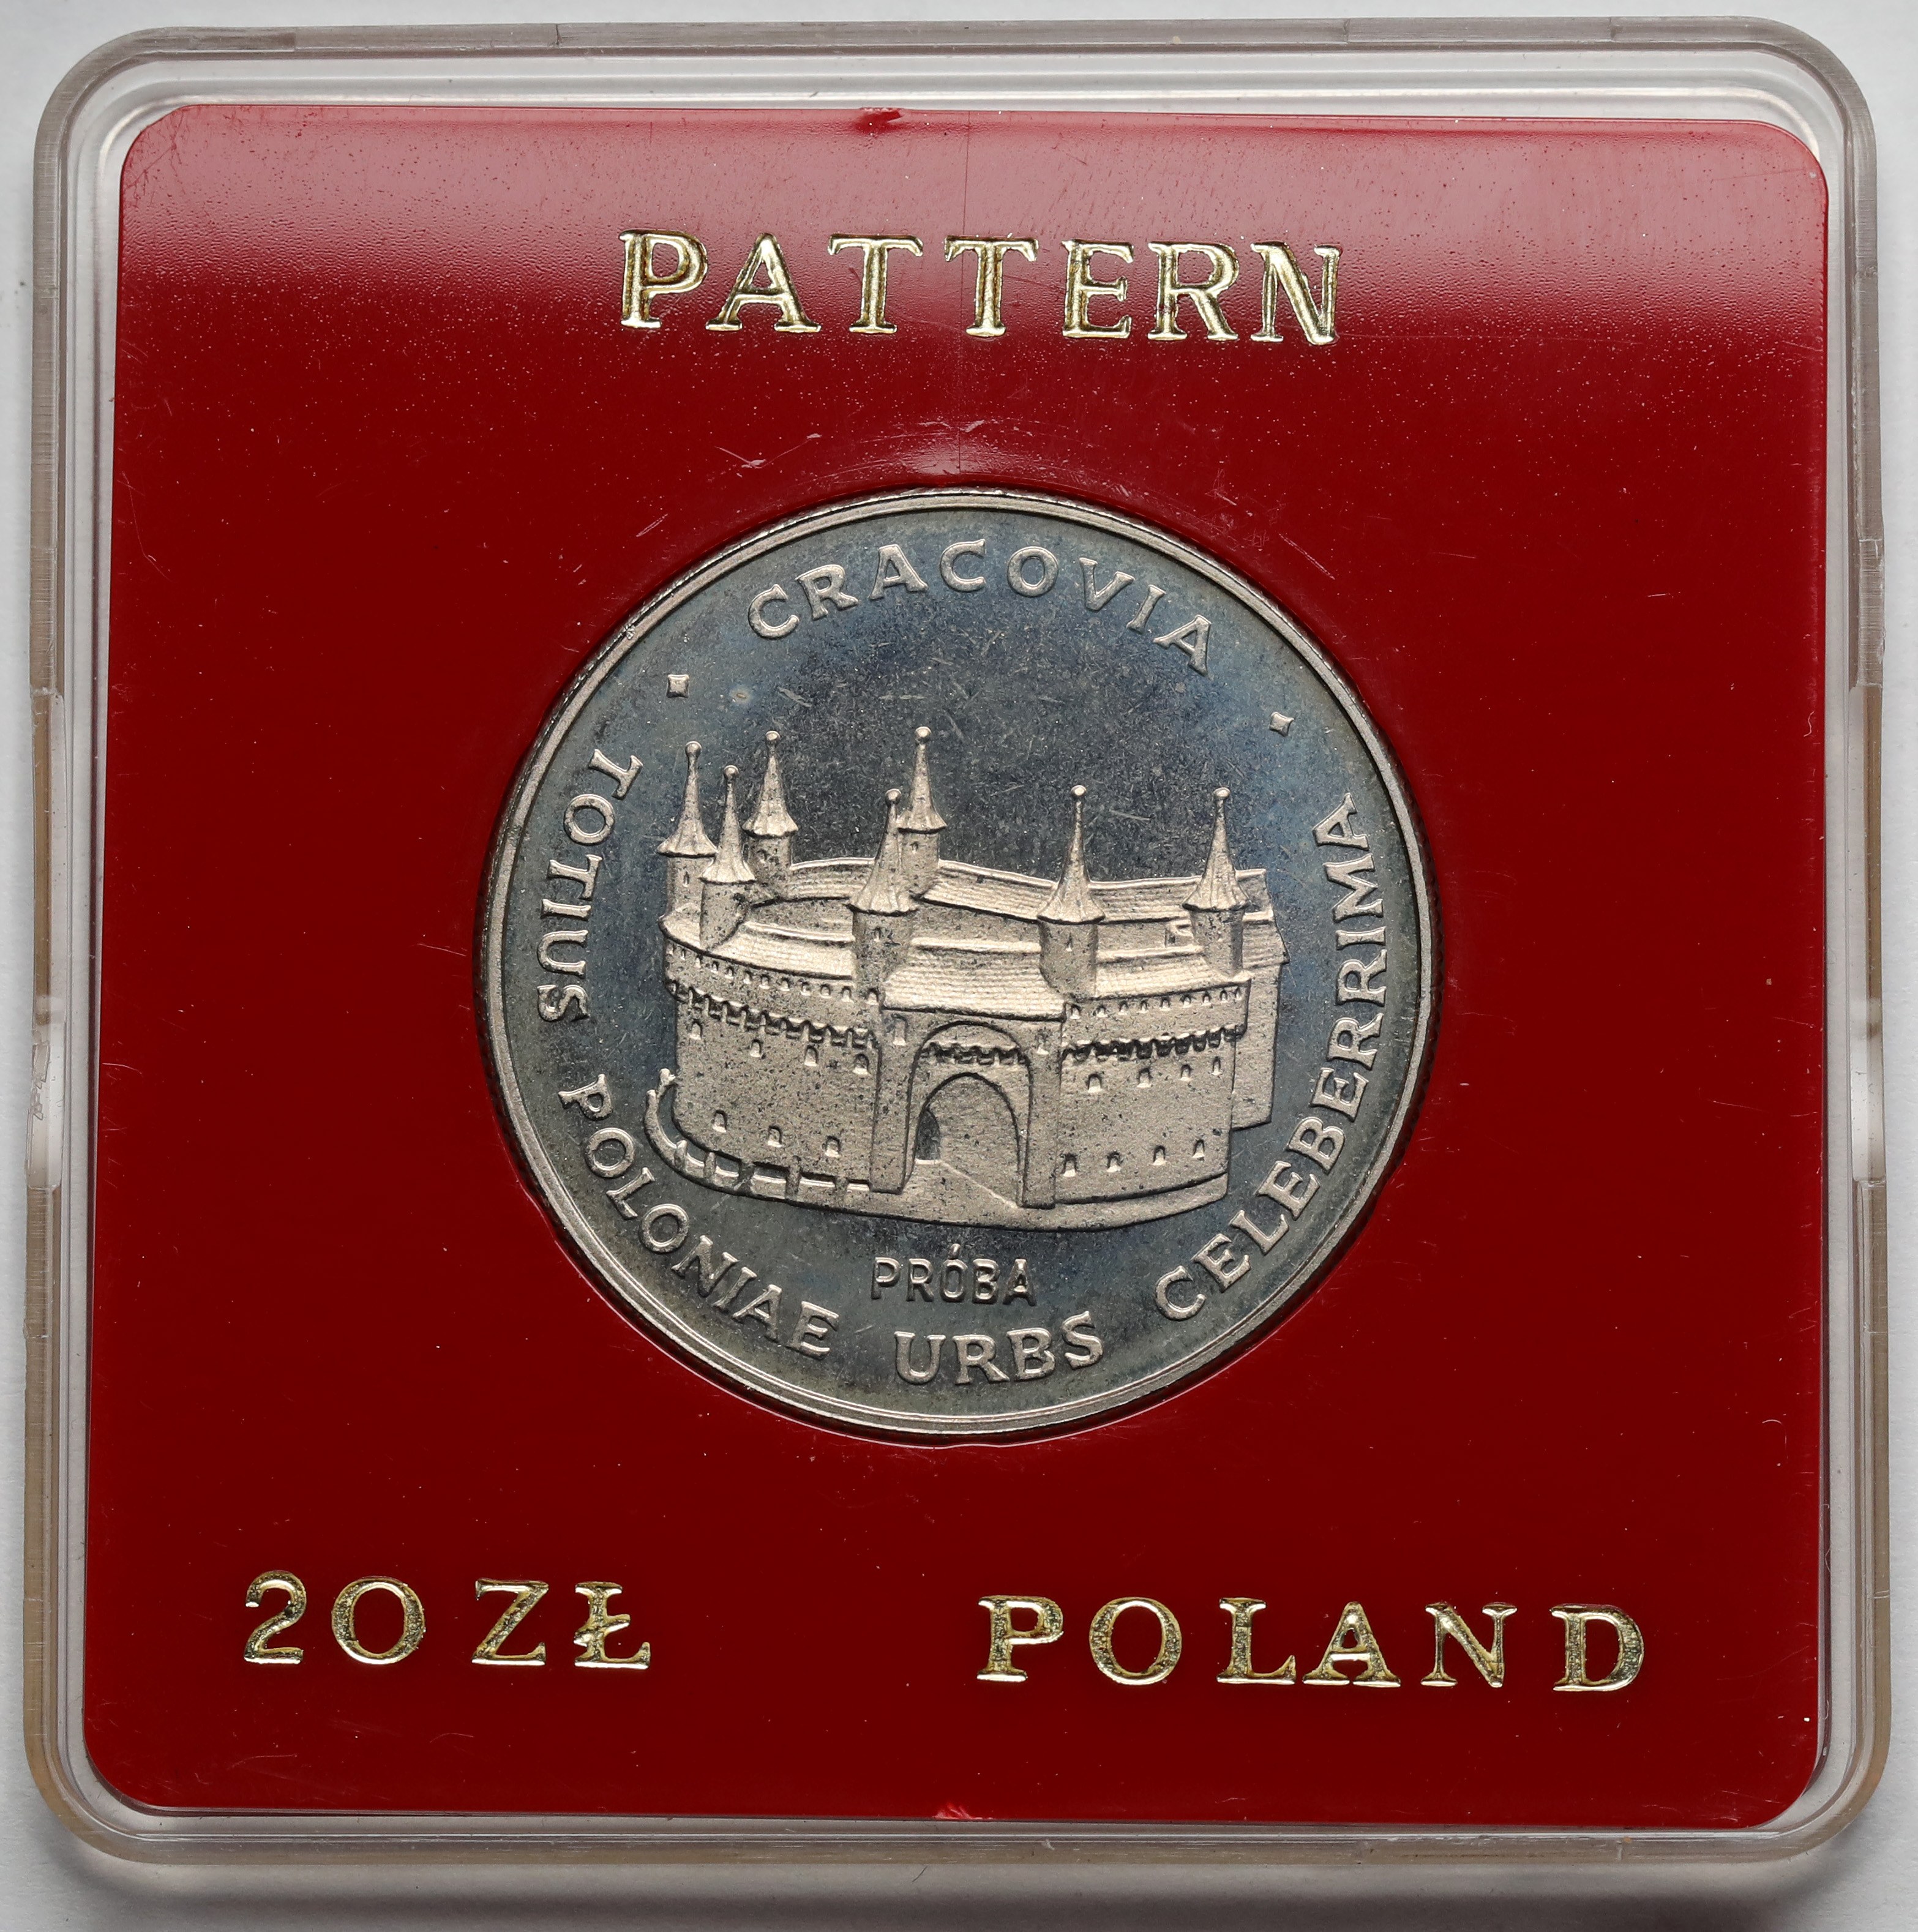 PATTERN
CRACOVIA
TOTIUS POLONIAE URBS CELEBERRIMA
PRÓBA
20 ZŁ POLAND